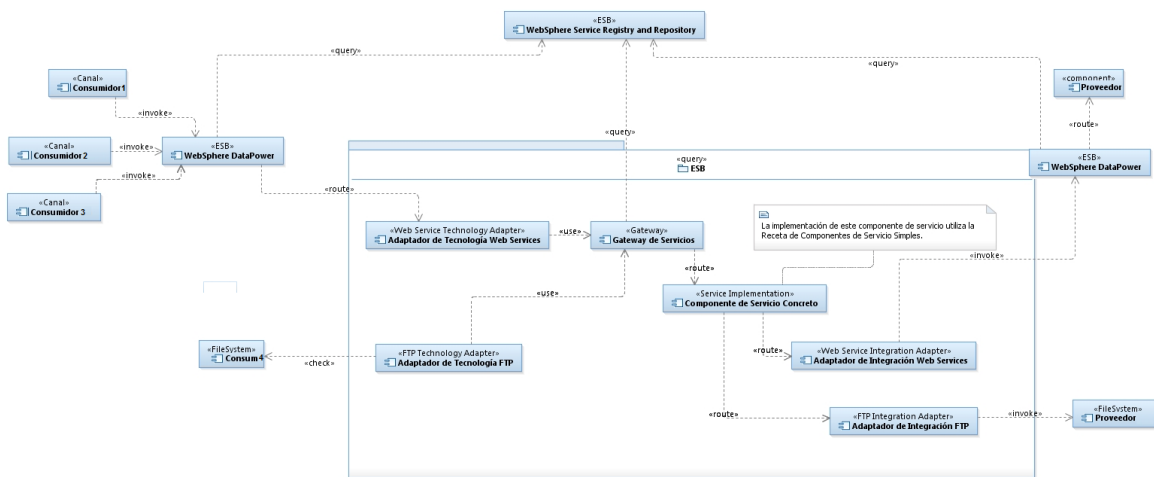 «ESB»
WebSphere Service Registry and Repository
«query»
«query»
«Canal»
Consumidor1
«component»
Proveedor
«invoke»
«route»
«query»
«Canal»
Consumidor 2
«invoke»
«ESB»
WebSphere DataPower
«query»
ESB
«ESB»
WebSphere DataPower
«invoke»
«route»
«Canal»
Consumidor 3
La implementación de este componente de servicio utiliza la
Receta de Componentes de Servicio Simples.
«Web Service Technology Adapter»
Adaptador de Tecnología Web Services
«use»
«Gateway»
Gateway de Servicios
«invoke»
«route»
«use»
«Service Implementation»
Componente de Servicio Concreto
«FileSystem»
Consum4
«check»
«FTP Technology Adapter»
Adaptador de Tecnología FTP
«route»
«Web Service Integration Adapter»
Adaptador de Integración Web Services
«route»
«FTP Integration Adapter»
Adaptador de Integración FTP
«invoke»
«FileSystem»
Proveedor